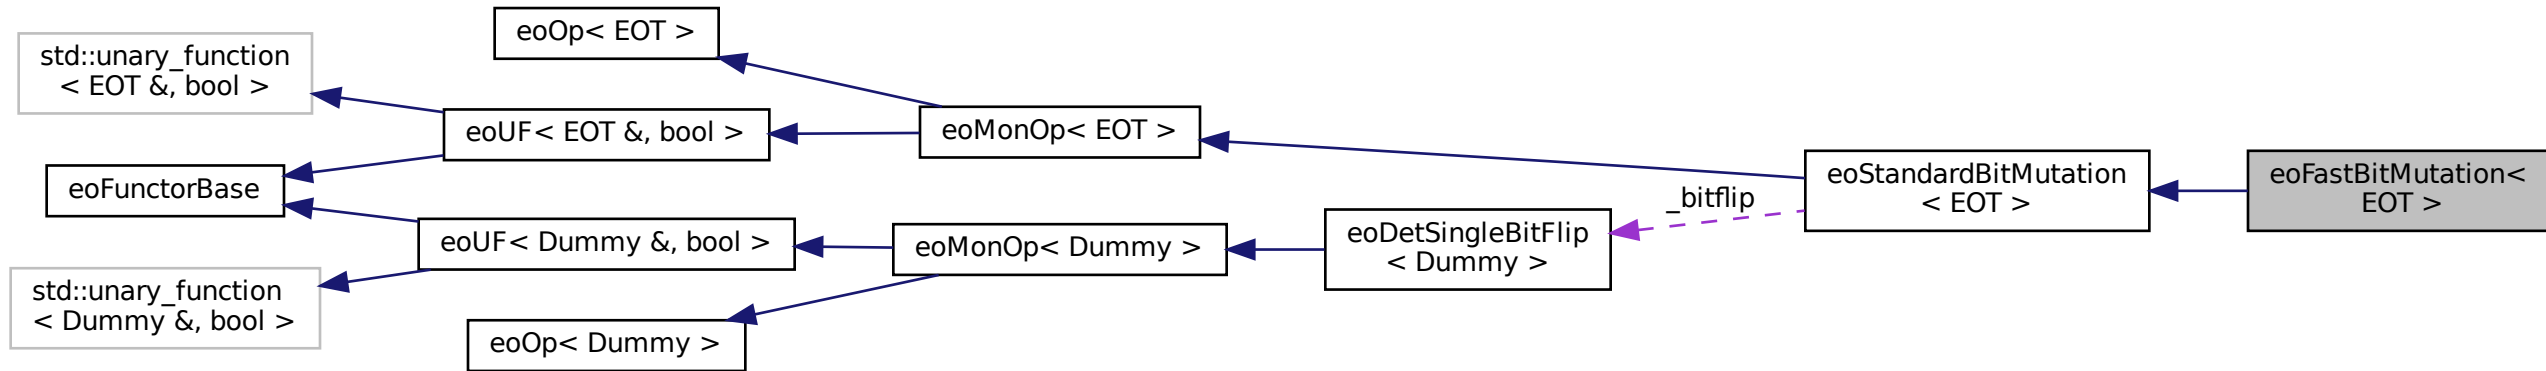 eoOp< EOT >
std::unary_function
< EOT &, bool >
eoUF< EOT &, bool >
eoMonOp< EOT >
eoFunctorBase
eoStandardBitMutation
< EOT >
eoFastBitMutation<
EOT >
_bitflip
eoUF< Dummy &, bool >
eoMonOp< Dummy >
eoDetSingleBitFlip
< Dummy >
std::unary_function
< Dummy &, bool >
eoOp< Dummy >